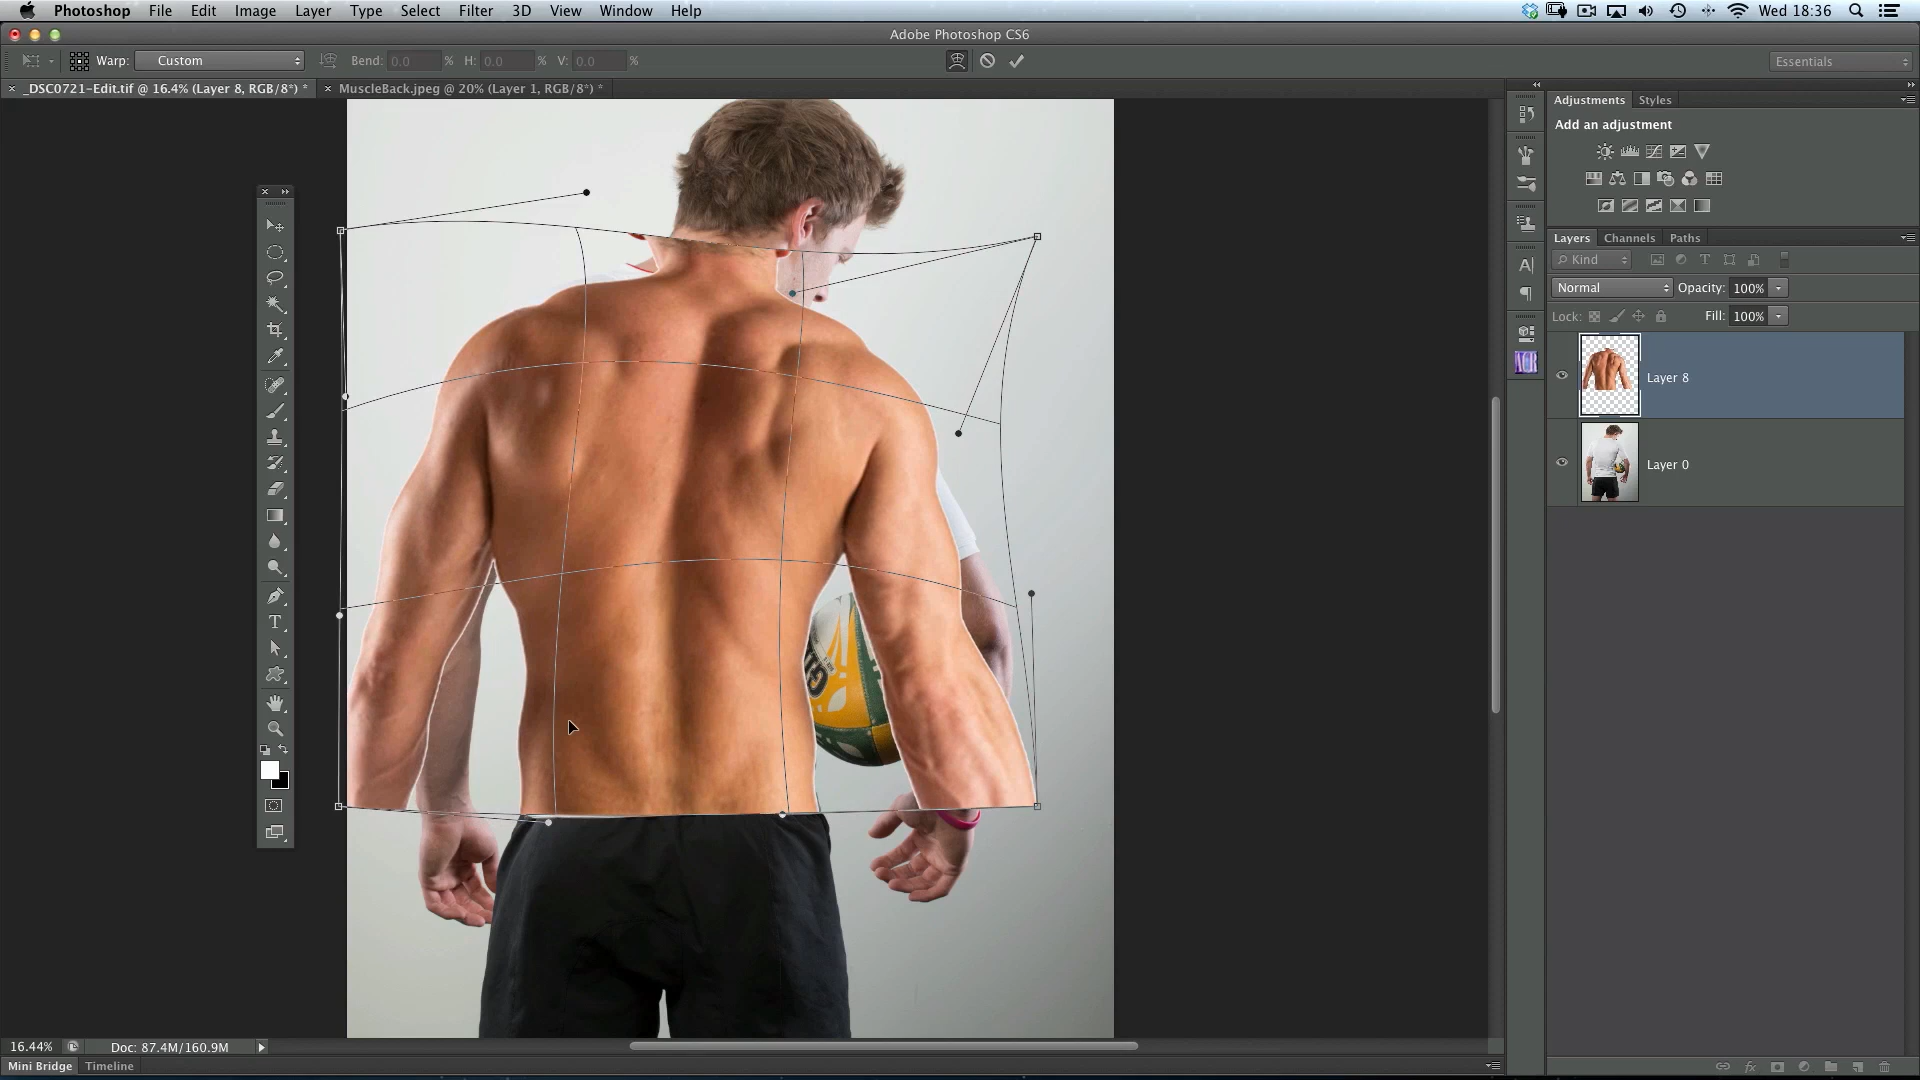 Photoshop File Edit Image Layer Type Select Filter 3D View Window Help Wed 18:36
Adobe Photoshop CS6
Warp: Custom Bend: 0.0 % H: 0.0 % V: 0.0 % Essentials
_DSC0721-Edit.tif @ 16.4% (Layer 8, RGB/8*) * MuscleBack.jpeg @ 20% (Layer 1, RGB/8*) *
Adjustments Styles
Add an adjustment
Layers Channels Paths
Kind
Normal Opacity: 100%
Lock: Fill: 100%
Layer 8
Layer 0
16.44% Doc: 87.4M/160.9M
Mini Bridge Timeline